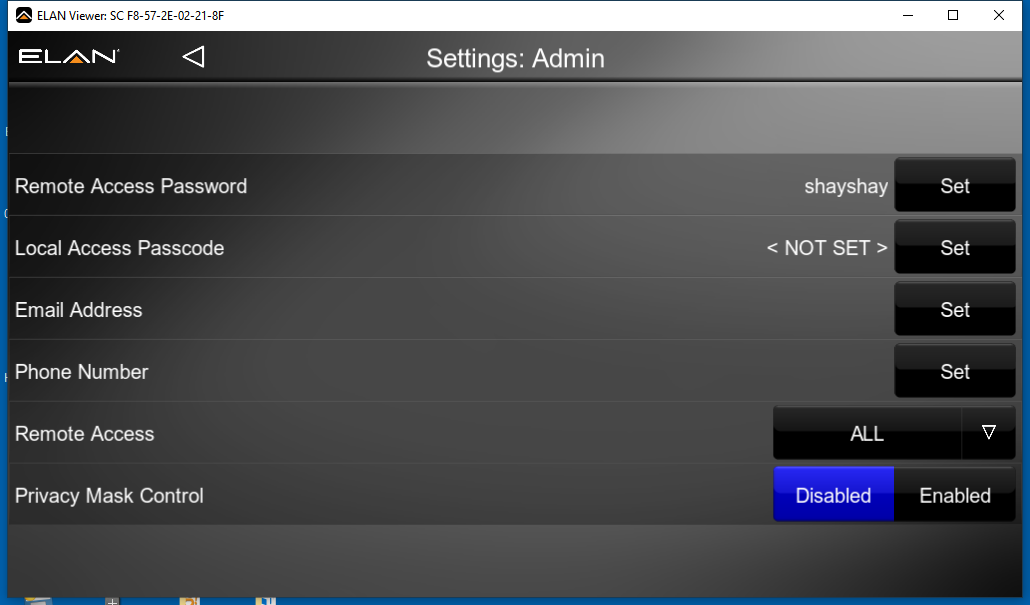 ELAN Viewer: SC F8-57-2E-02-21-8F
ELAN
Settings: Admin
Remote Access Password shayshay Set
Local Access Passcode < NOT SET > Set
Email Address Set
Phone Number Set
Remote Access ALL
Privacy Mask Control Disabled Enabled